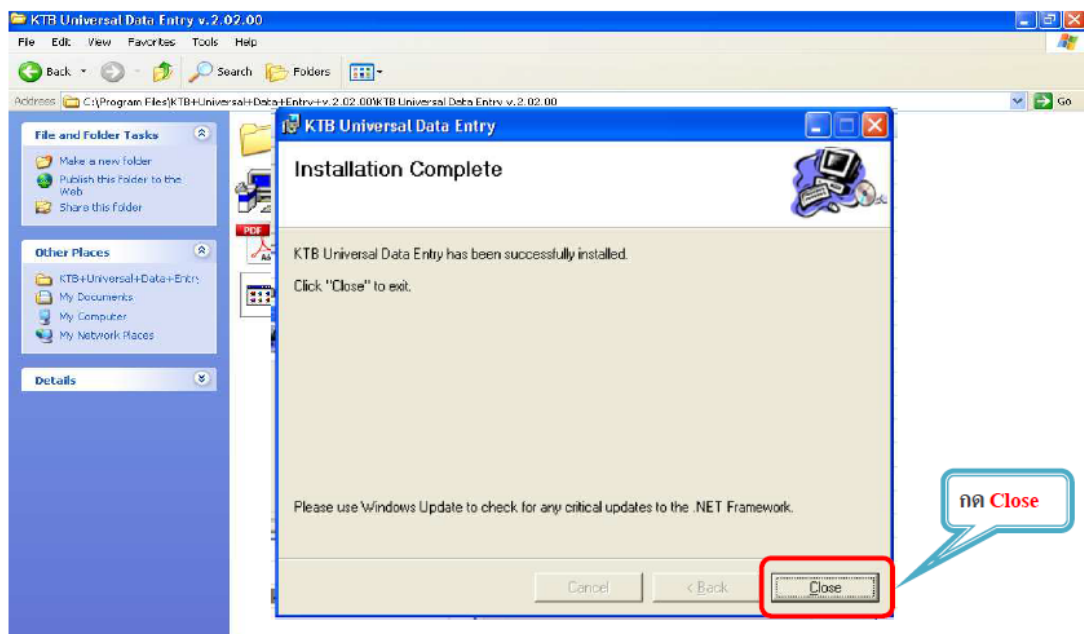 KTB Universal Data Entry v.2.02.00
File Edit View Favorites Tools Help
Back Search Folders
Address C:\Program Files\KTB+Universal+Data+Entry+v.2.02.00\KTB Universal Data Entry v.2.02.00 Go
File and Folder Tasks
Make a new folder
Publish this folder to the
Web
Share this folder
Other Places
KTB+Universal+Data+Entry
My Documents
My Computer
My Network Places
Details
PDF
KTB Universal Data Entry
Installation Complete
KTB Universal Data Entry has been successfully installed.
Click "Close" to exit.
Please use Windows Update to check for any critical updates to the .NET Framework.
Cancel < Back Close
กด Close